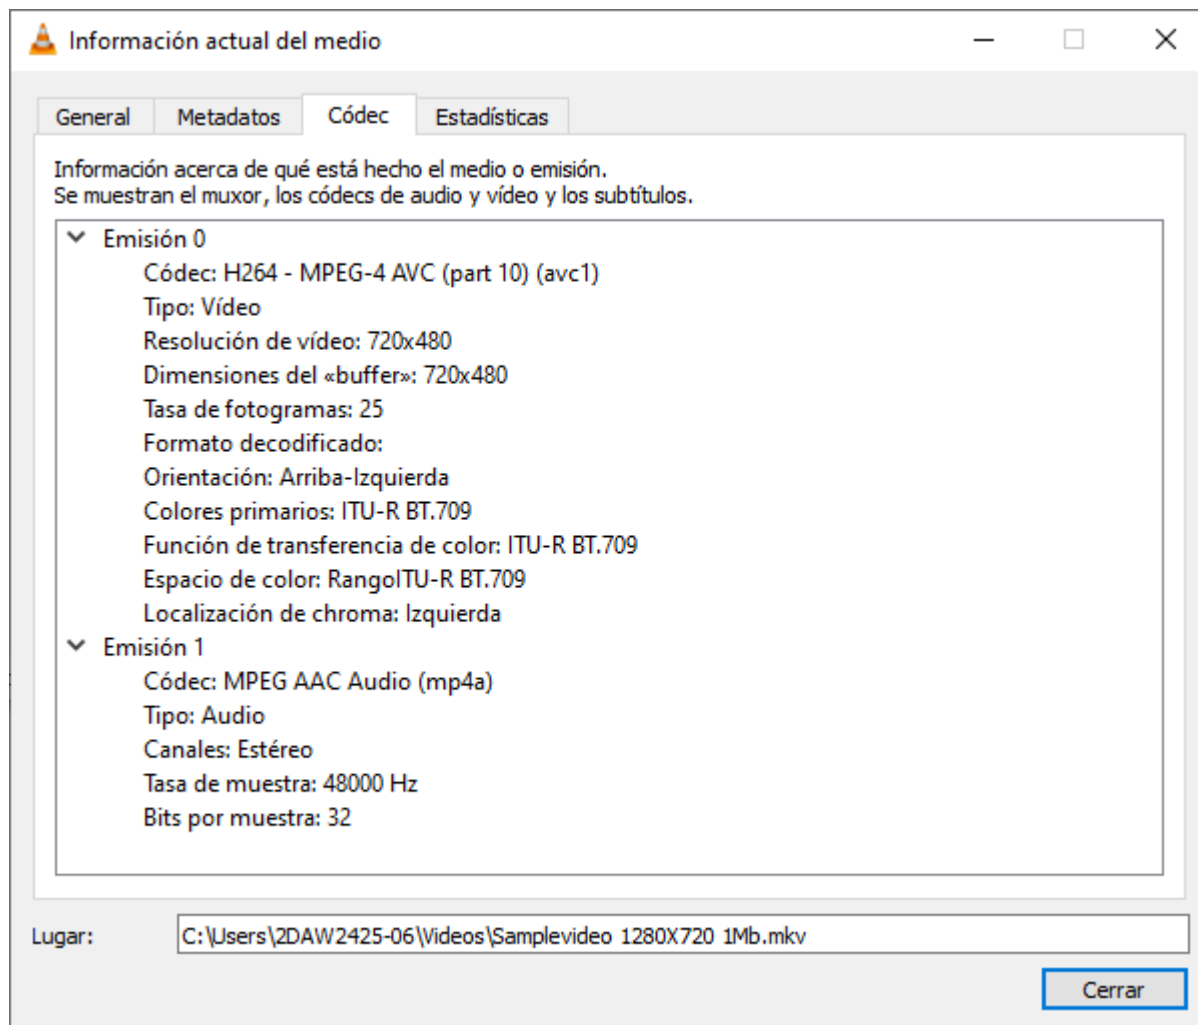 Información actual del medio
General
Metadatos
Códec
Estadísticas
Información acerca de qué está hecho el medio o emisión.
Se muestran el muxor, los códecs de audio y vídeo y los subtítulos.
Emisión 0
Códec: H264 - MPEG-4 AVC (part 10) (avc1)
Tipo: Vídeo
Resolución de vídeo: 720x480
Dimensiones del «buffer»: 720x480
Tasa de fotogramas: 25
Formato decodificado:
Orientación: Arriba-Izquierda
Colores primarios: ITU-R BT.709
Función de transferencia de color: ITU-R BT.709
Espacio de color: RangoITU-R BT.709
Localización de chroma: Izquierda
Emisión 1
Códec: MPEG AAC Audio (mp4a)
Tipo: Audio
Canales: Estéreo
Tasa de muestra: 48000 Hz
Bits por muestra: 32
Lugar:
C:\Users\2DAW2425-06\Videos\Samplevideo 1280X720 1Mb.mkv
Cerrar